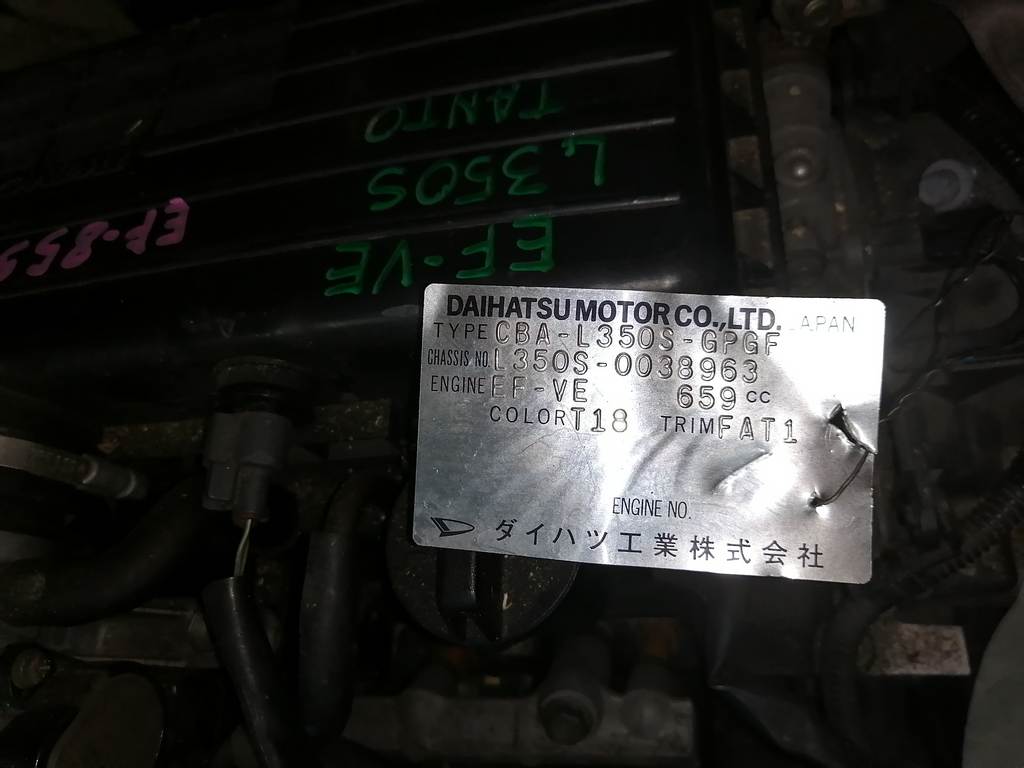 TANTO
L350S
EF-VE
DAIHATSU MOTOR CO., LTD. JAPAN
TYPE CBA-L350S-GPGF
CHASSIS NO. L350S-0038963
ENGINE EF-VE 659 CC
COLOR T18 TRIM FAT1
ENGINE NO.
ダイハツ工業株式会社